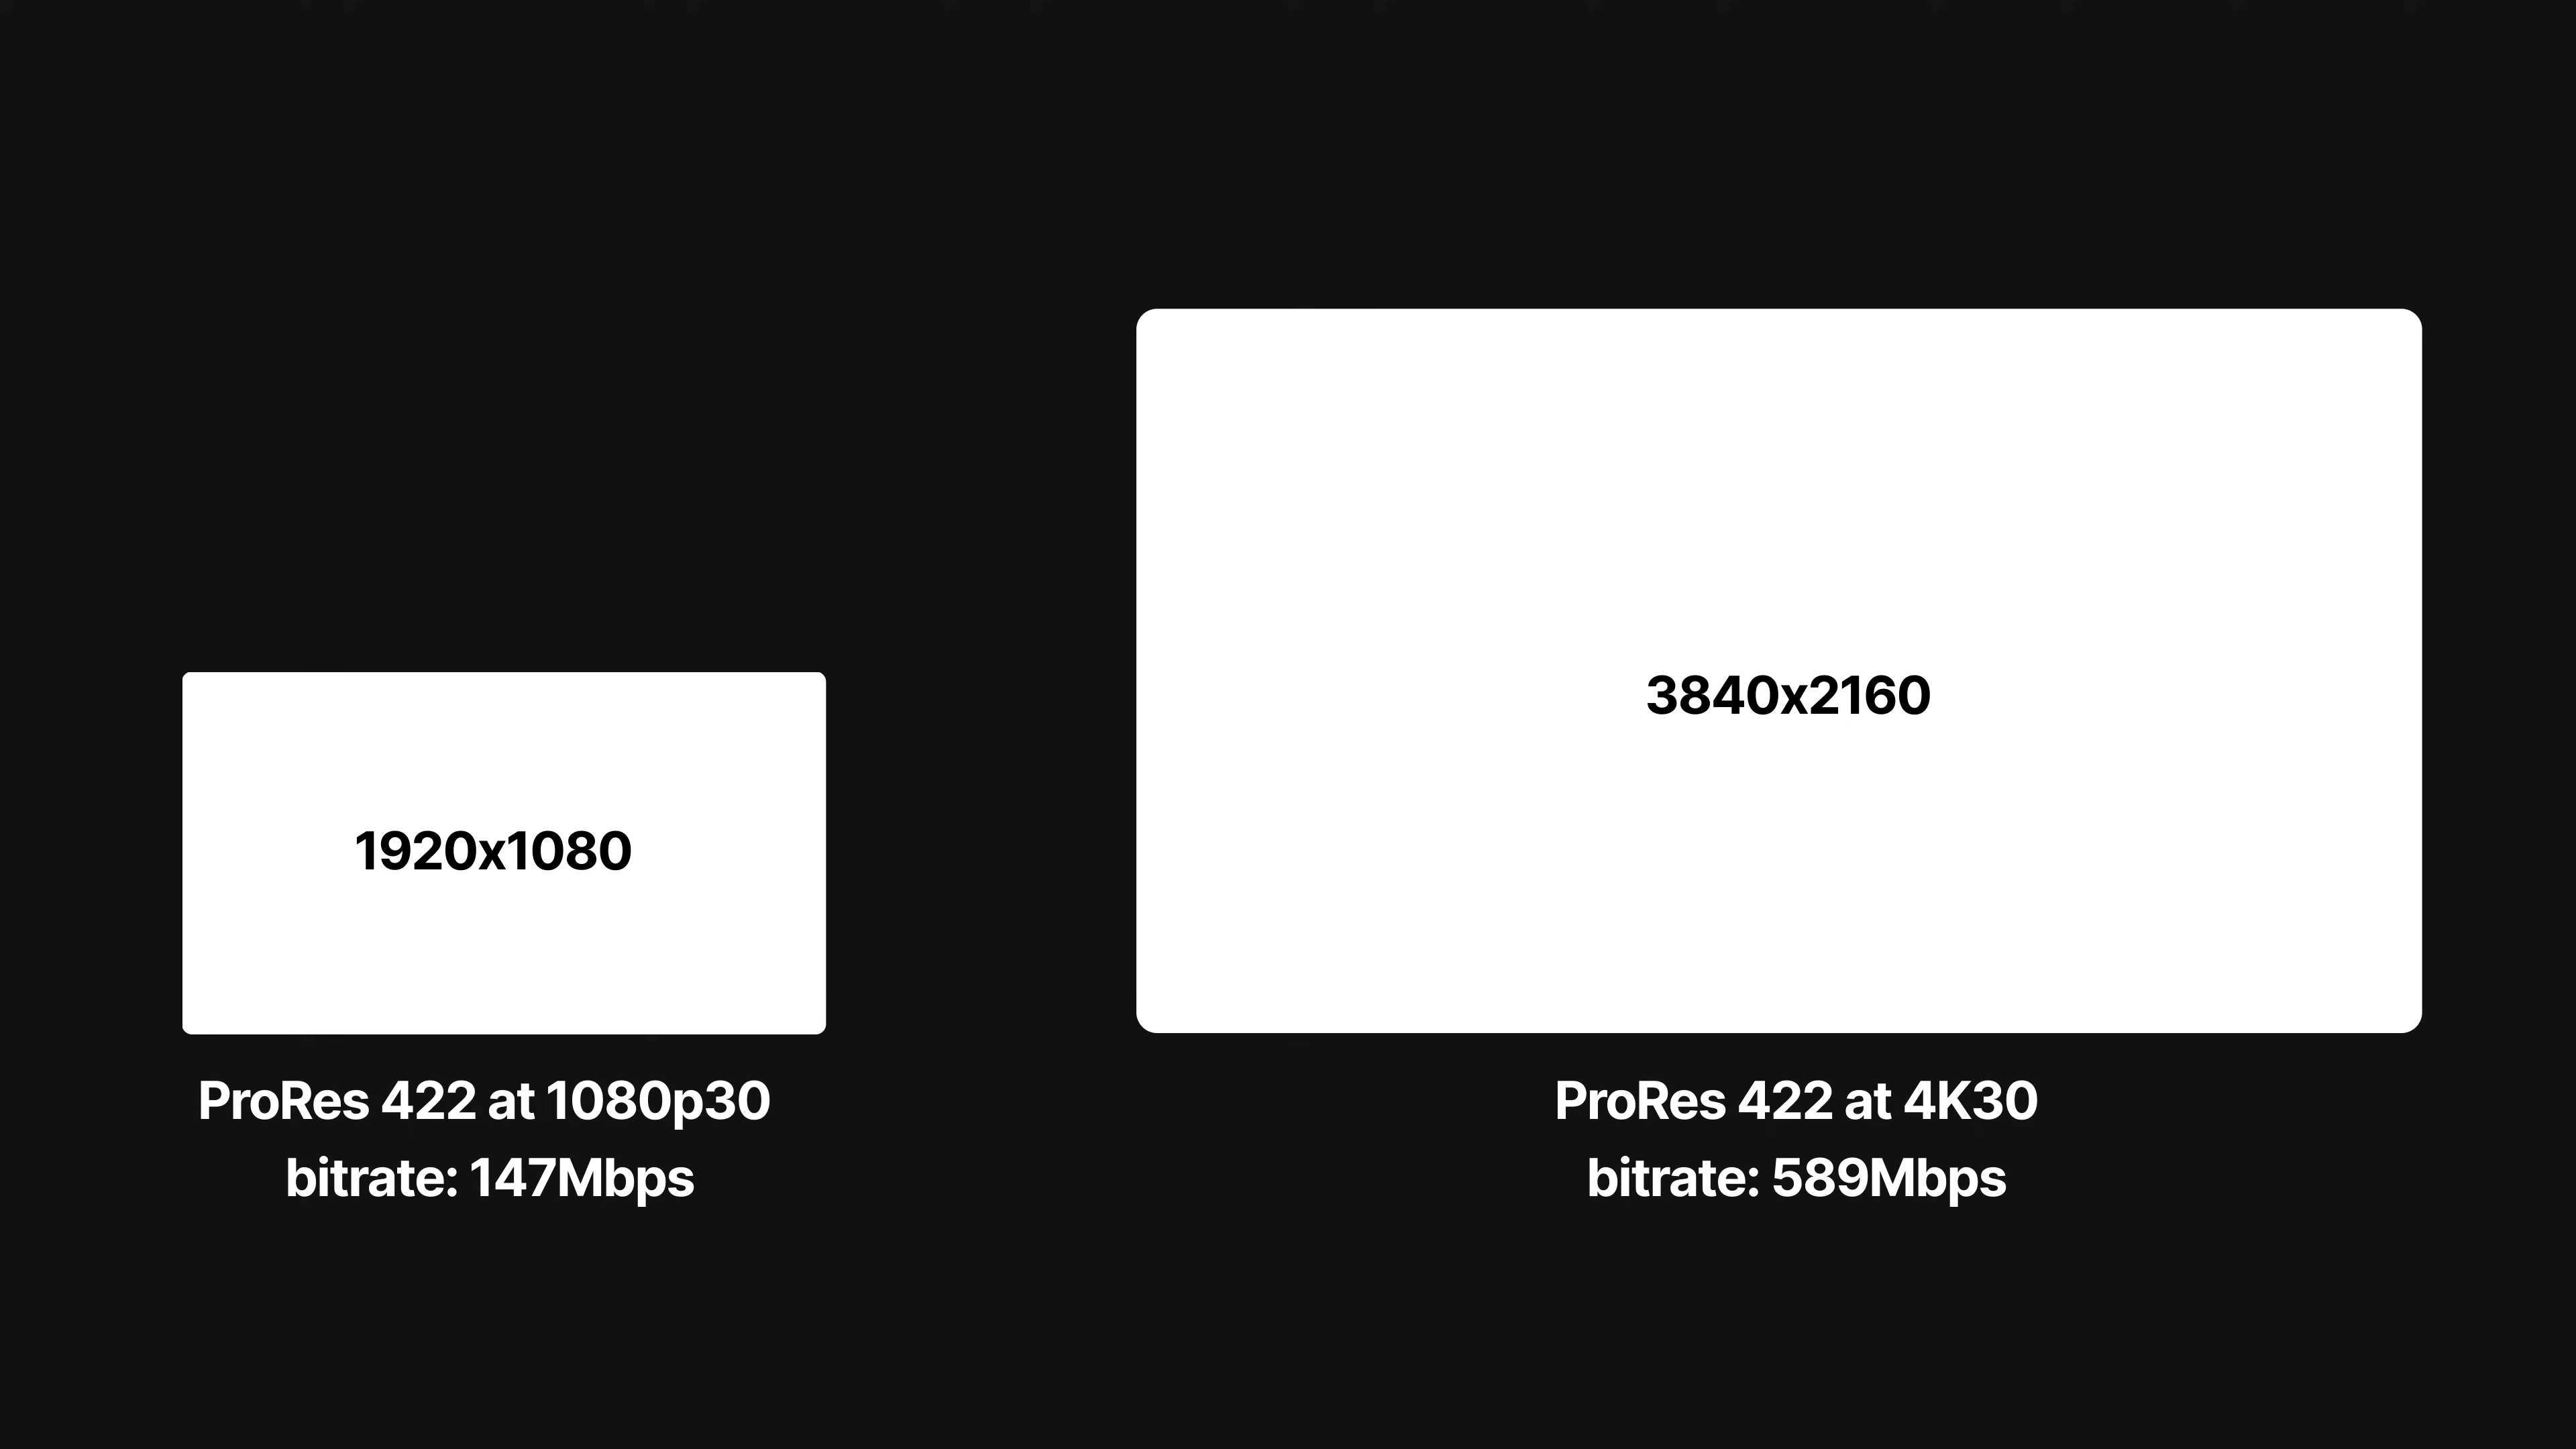 1920x1080
ProRes 422 at 1080p30
bitrate: 147Mbps
3840x2160
ProRes 422 at 4K30
bitrate: 589Mbps